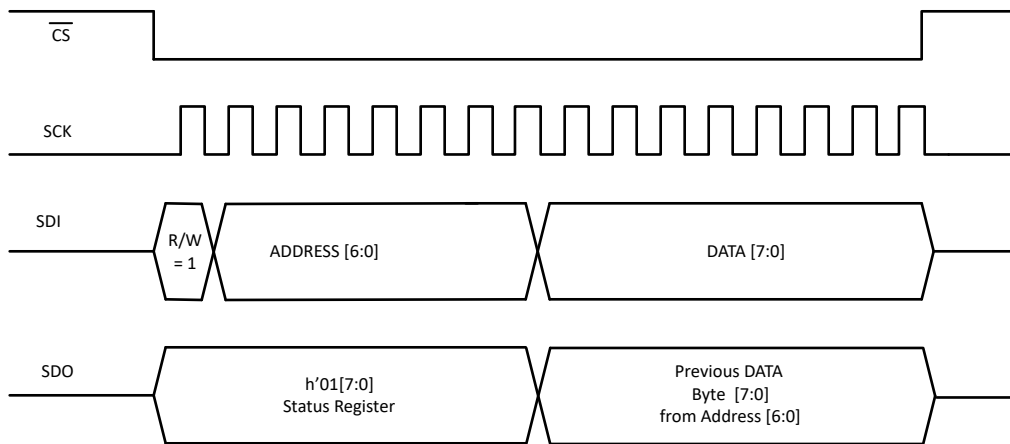 CS
SCK
SDI
R/W
= 1
ADDRESS [6:0]
DATA [7:0]
SDO
h'01[7:0]
Status Register
Previous DATA
Byte [7:0]
from Address [6:0]